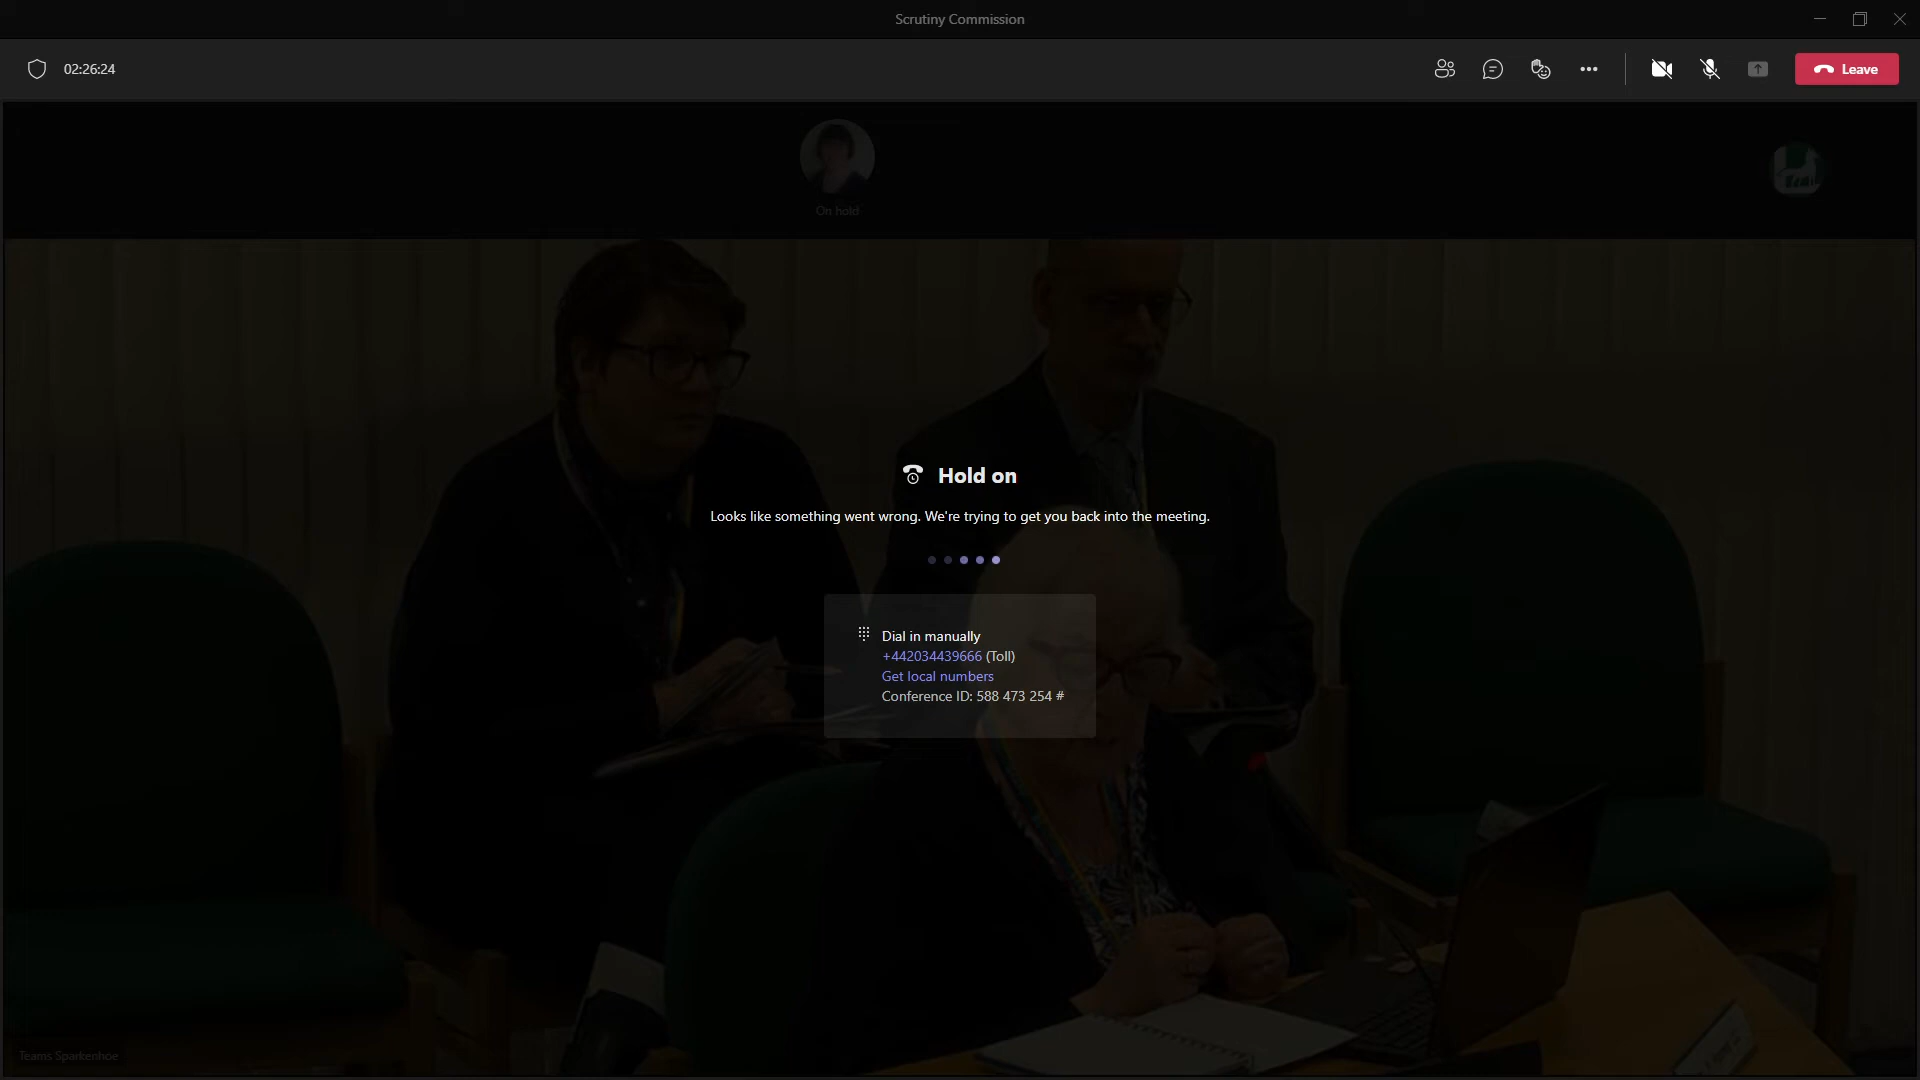 Scrutiny Commission
02:26:24
Leave
On hold
Hold on
Looks like something went wrong. We're trying to get you back into the meeting.
Dial in manually
+442034439666 (Toll)
Get local numbers
Conference ID: 588 473 254 #
Teams Sparkenhoe